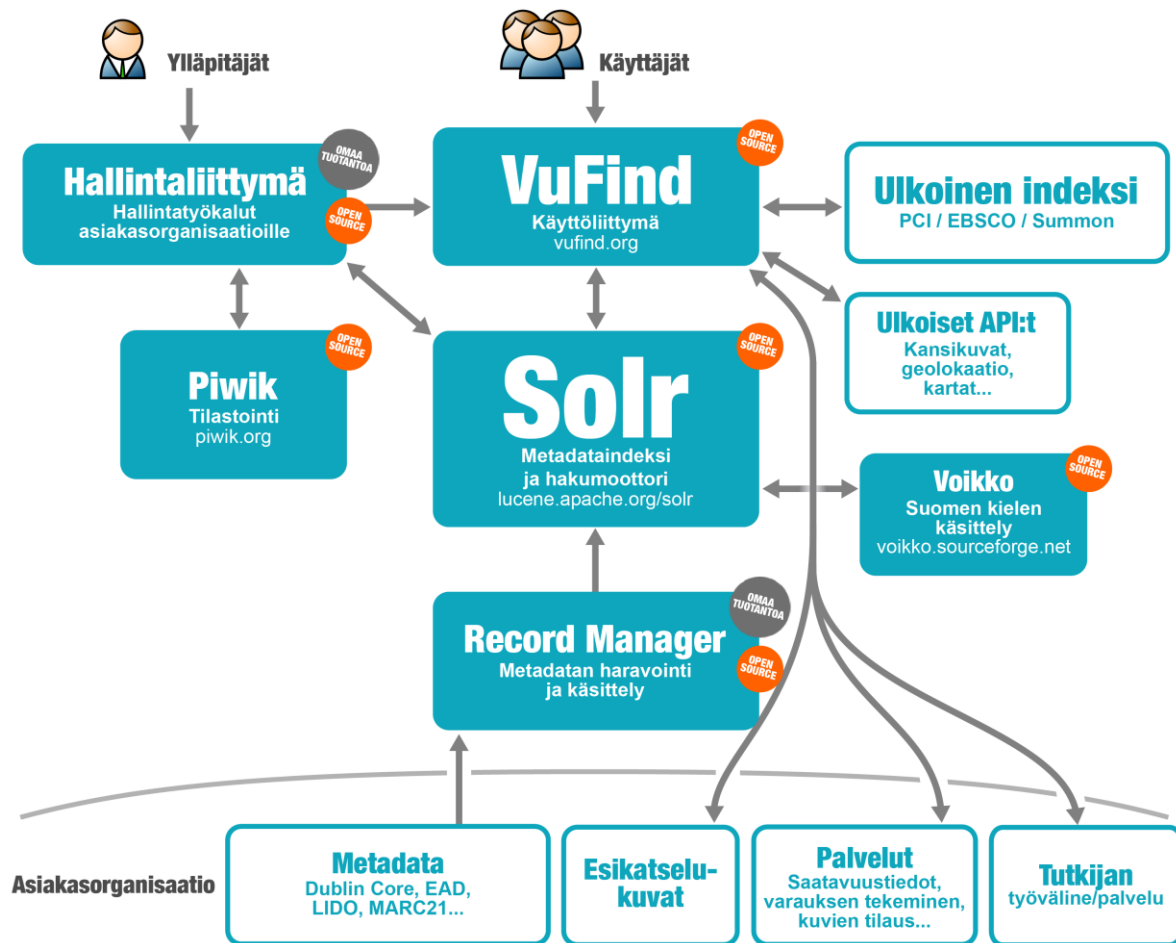 Ylläpitäjät
Käyttäjät
OMAA
TUOTANTOA
Hallintaliittymä
Hallintatyökalut
asiakasorganisaatioille
OPEN
SOURCE
OPEN
SOURCE
VuFind
Käyttöliittymä
vufind.org
Ulkoinen indeksi
PCI / EBSCO / Summon
OPEN
SOURCE
Piwik
Tilastointi
piwik.org
OPEN
SOURCE
Solr
Metadataindeksi
ja hakumoottori
lucene.apache.org/solr
Ulkoiset API:t
Kansikuvat,
geolokaatio,
kartat...
OPEN
SOURCE
Voikko
Suomen kielen
käsittely
voikko.sourceforge.net
OMAA
TUOTANTOA
Record Manager
Metadatan haravointi
ja käsittely
OPEN
SOURCE
Asiakasorganisaatio
Metadata
Dublin Core, EAD,
LIDO, MARC21...
Esikatselu-
kuvat
Palvelut
Saatavuustiedot,
varauksen tekeminen,
kuvien tilaus...
Tutkijan
työväline/palvelu